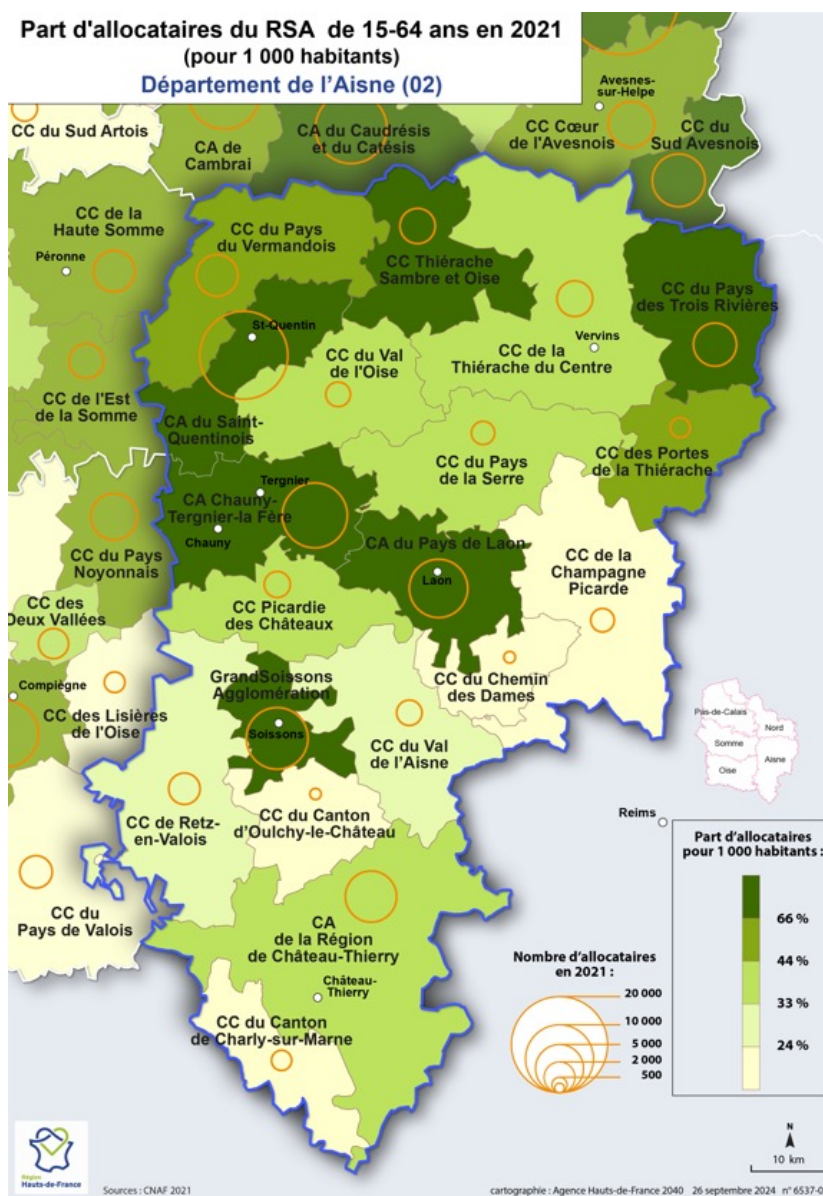 Part d'allocataires du RSA de 15-64 ans en 2021
(pour 1 000 habitants)
Département de l'Aisne (02)
CC du Sud Artois
CA de
Cambrai
CA du Caudrésis
et du Catésis
Avesnes-
sur-Helpe
CC Cœur
de l'Avesnois
CC du
Sud Avesnois
CC de la
Haute Somme
Péronne
CC du Pays
du Vermandois
CC Thiérache
Sambre et Oise
CC du Pays
des Trois Rivières
St-Quentin
CC du Val
de l'Oise
CC de la
Thiérache du Centre
Vervins
CC de l'Est
de la Somme
CA du Saint-
Quentinois
CC du Pays
de la Serre
CC des Portes
de la Thiérache
Tergnier
CA Chauny-
Tergnier-la Fère
Chauny
CA du Pays de Laon
Laon
CC de la
Champagne
Picarde
CC du Pays
Noyonnais
CC des
Deux Vallées
CC Picardie
des Châteaux
CC du Chemin
des Dames
Compiègne
CC des Lisières
de l'Oise
GrandSoissons
Agglomération
Soissons
CC du Val
de l'Aisne
CC de Retz-
en-Valois
CC du Canton
d'Oulchy-le-Château
CC du
Pays de Valois
CA
de la Région
de Château-Thierry
Château-
Thierry
CC du Canton
de Charly-sur-Marne
Pas-de-Calais
Nord
Somme
Aisne
Oise
Reims
Part d'allocataires
pour 1 000 habitants :
66 %
44 %
33 %
24 %
Nombre d'allocataires
en 2021 :
20 000
10 000
5 000
2 000
500
N
10 km
Région
Hauts-de-France
Sources : CNAF 2021
cartographie : Agence Hauts-de-France 2040 26 septembre 2024 n° 6537-0